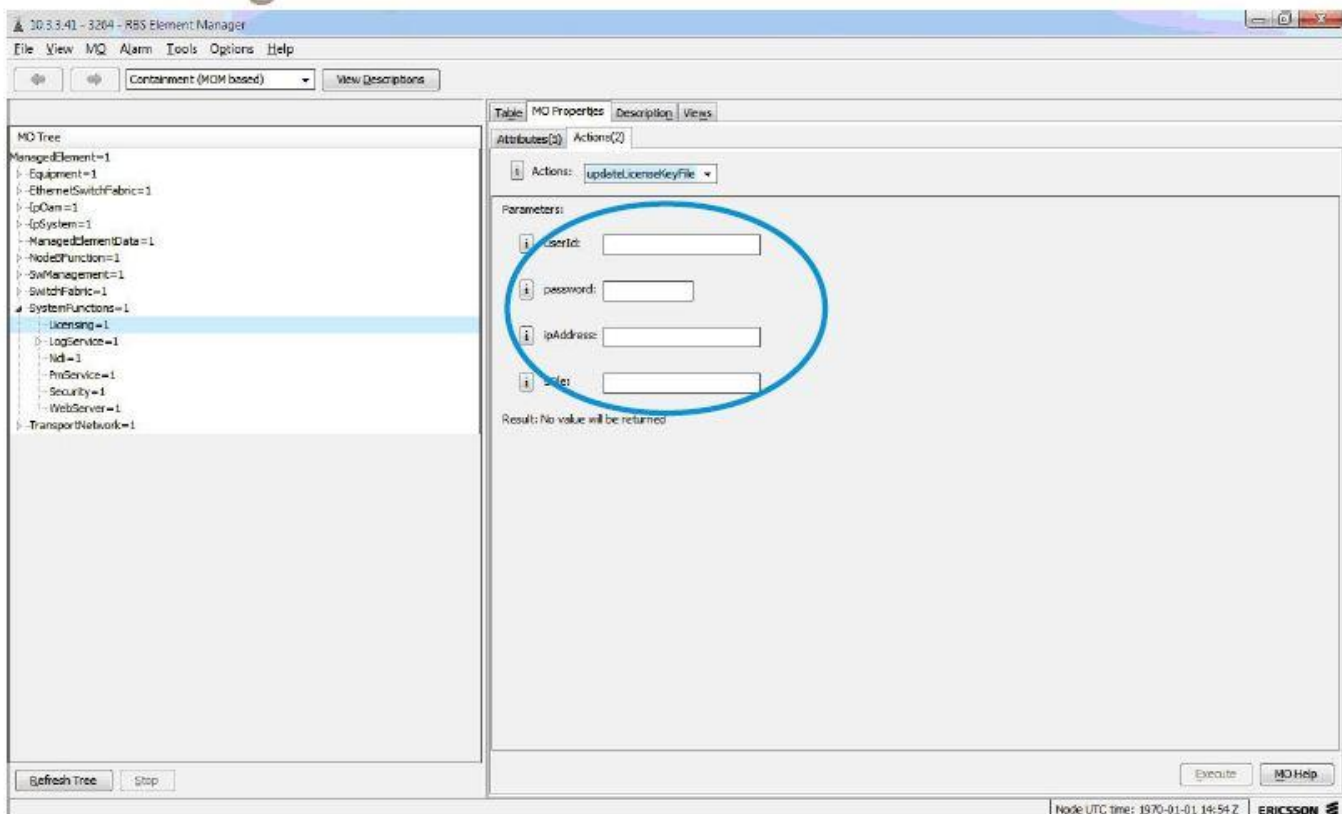 10.3.3.41 - 3204 - RBS Element Manager
File View MO Alarm Tools Options Help
Containment (MOM based) View Descriptions
Table MO Properties Description Views
MO Tree
Attributes(1) Actions(2)
ManagedElement=1
Equipment=1
EthernetSwitchFabric=1
IpOam=1
IpSystem=1
ManagedElementData=1
NodeBFunction=1
SwManagement=1
SwitchFabric=1
SystemFunctions=1
Licensing=1
LogService=1
Ndi=1
PmService=1
Security=1
WebServer=1
TransportNetwork=1
i Actions: updateLicenseKeyFile
Parameters:
i userId:
i password:
i ipAddress:
i
Result: No value will be returned
Refresh Tree Stop
Execute MO Help
Node UTC time: 1970-01-01 14:54 Z ERICSSON